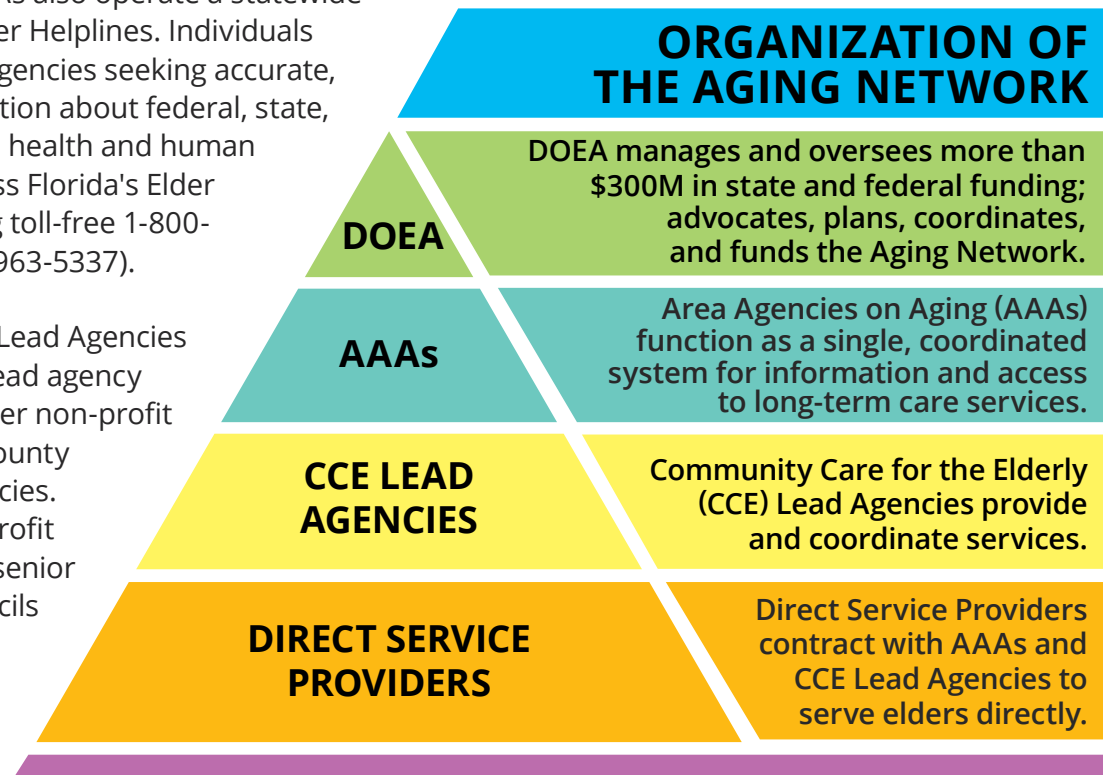 As also operate a statewide
er Helplines. Individuals
gencies seeking accurate,
tion about federal, state,
health and human
ss Florida's Elder
g toll-free 1-800-
963-5337).
Lead Agencies
ead agency
er non-profit
ounty
cies.
rofit
senior
cils
ORGANIZATION OF
THE AGING NETWORK
DOEA
DOEA manages and oversees more than
$300M in state and federal funding;
advocates, plans, coordinates,
and funds the Aging Network.
AAAs
Area Agencies on Aging (AAAs)
function as a single, coordinated
system for information and access
to long-term care services.
CCE LEAD
AGENCIES
Community Care for the Elderly
(CCE) Lead Agencies provide
and coordinate services.
DIRECT SERVICE
PROVIDERS
Direct Service Providers
contract with AAAs and
CCE Lead Agencies to
serve elders directly.